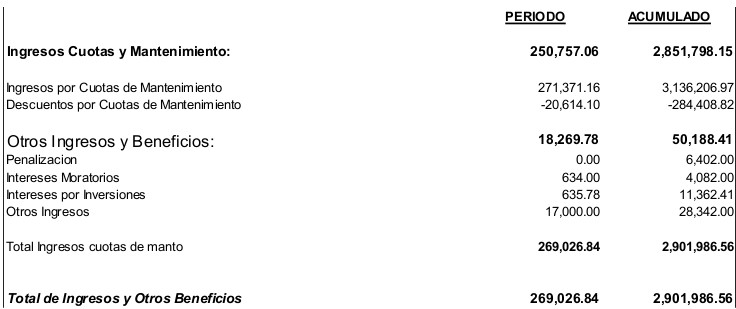 PERIODO ACUMULADO
Ingresos Cuotas y Mantenimiento: 250,757.06 2,851,798.15
Ingresos por Cuotas de Mantenimiento 271,371.16 3,136,206.97
Descuentos por Cuotas de Mantenimiento -20,614.10 -284,408.82
Otros Ingresos y Beneficios: 18,269.78 50,188.41
Penalizacion 0.00 6,402.00
Intereses Moratorios 634.00 4,082.00
Intereses por Inversiones 635.78 11,362.41
Otros Ingresos 17,000.00 28,342.00
Total Ingresos cuotas de manto 269,026.84 2,901,986.56
Total de Ingresos y Otros Beneficios 269,026.84 2,901,986.56